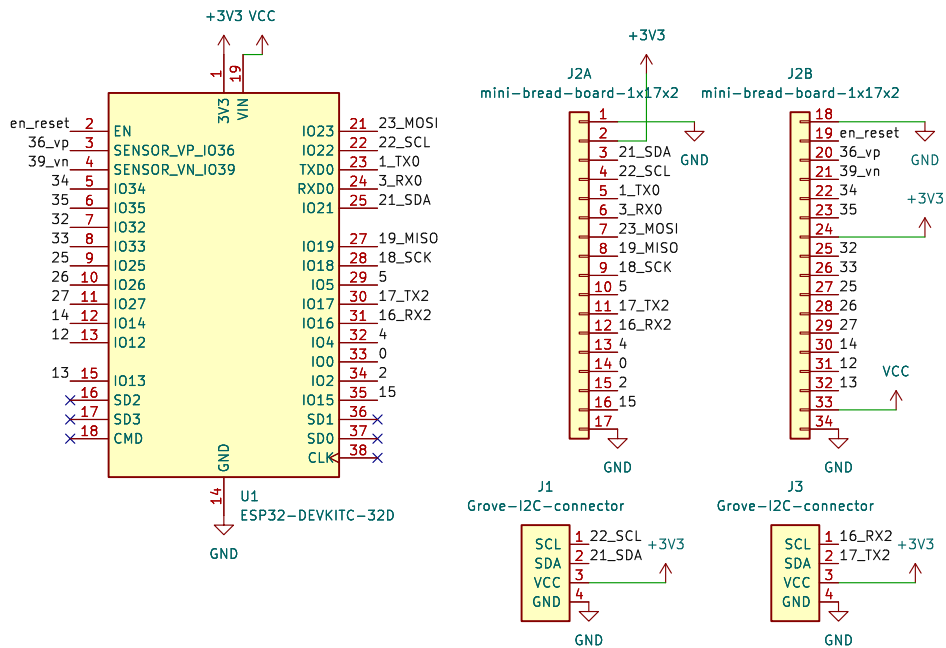 +3V3 VCC
1
19
3V3
VIN
en_reset 2 EN
36_vp 3 SENSOR_VP_IO36
39_vn 4 SENSOR_VN_IO39
34 5 IO34
35 6 IO35
32 7 IO32
33 8 IO33
25 9 IO25
26 10 IO26
27 11 IO27
14 12 IO14
12 13 IO12
13 15 IO13
16 SD2
17 SD3
18 CMD
IO23 21 23_MOSI
IO22 22 22_SCL
TXD0 23 1_TX0
RXD0 24 3_RX0
IO21 25 21_SDA
IO19 27 19_MISO
IO18 28 18_SCK
IO5 29 5
IO17 30 17_TX2
IO16 31 16_RX2
IO4 32 4
IO0 33 0
IO2 34 2
IO15 35 15
SD1 36
SD0 37
CLK 38
GND
14
U1
ESP32-DEVKITC-32D
GND
+3V3
J2A
mini-bread-board-1x17x2
1
GND
2
3 21_SDA
4 22_SCL
5 1_TX0
6 3_RX0
7 23_MOSI
8 19_MISO
9 18_SCK
10 5
11 17_TX2
12 16_RX2
13 4
14 0
15 2
16 15
17
GND
J2B
mini-bread-board-1x17x2
18
GND
19 en_reset
20 36_vp
21 39_vn
22 34
23 35
+3V3
24
25 32
26 33
27 25
28 26
29 27
30 14
31 12
32 13
VCC
33
34
GND
J1
Grove-I2C-connector
SCL 1 22_SCL
SDA 2 21_SDA +3V3
VCC 3
GND 4
GND
J3
Grove-I2C-connector
SCL 1 16_RX2
SDA 2 17_TX2 +3V3
VCC 3
GND 4
GND